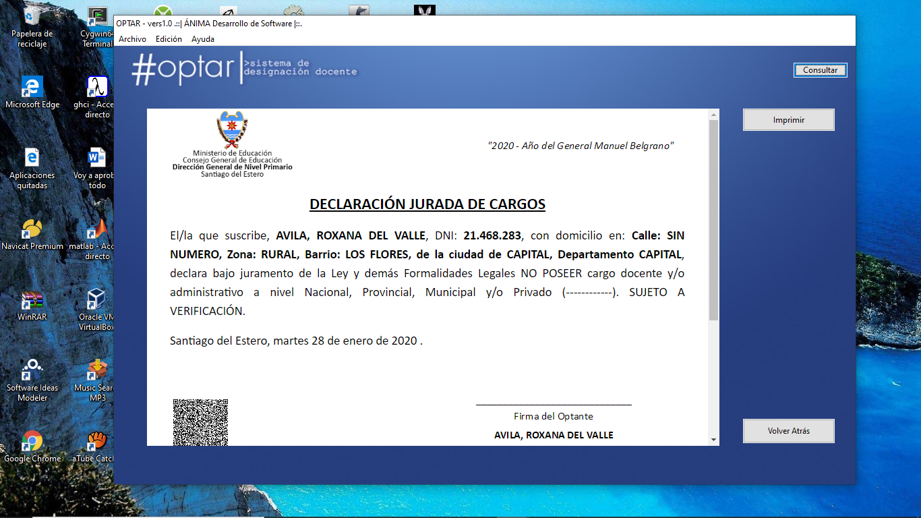 OPTAR - vers1.0 .::| ÁNIMA Desarrollo de Software |::.
Archivo Edición Ayuda
#optar
>sistema de
designación docente
Consultar
Imprimir
Volver Atrás
Ministerio de Educación
Consejo General de Educación
Dirección General de Nivel Primario
Santiago del Estero
"2020 - Año del General Manuel Belgrano"
DECLARACIÓN JURADA DE CARGOS
El/la que suscribe, AVILA, ROXANA DEL VALLE, DNI: 21.468.283, con domicilio en: Calle: SIN
NUMERO, Zona: RURAL, Barrio: LOS FLORES, de la ciudad de CAPITAL, Departamento CAPITAL,
declara bajo juramento de la Ley y demás Formalidades Legales NO POSEER cargo docente y/o
administrativo a nivel Nacional, Provincial, Municipal y/o Privado (------------). SUJETO A
VERIFICACIÓN.
Santiago del Estero, martes 28 de enero de 2020 .
Firma del Optante
AVILA, ROXANA DEL VALLE
Papelera de
reciclaje
Cygwin64
Terminal
Microsoft Edge
ghci - Acce
directo
Aplicaciones
quitadas
Voy a aprob
todo
Navicat Premium
matlab - Acc
directo
WinRAR
Oracle VM
VirtualBox
Software Ideas
Modeler
Music Sear
MP3
Google Chrome
aTube Catch